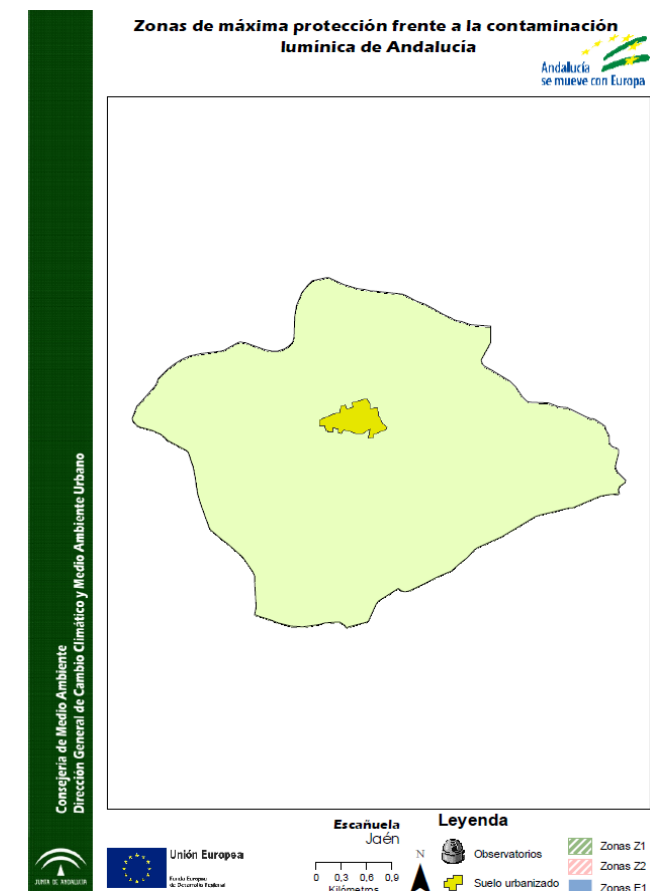 Zonas de máxima protección frente a la contaminación
lumínica de Andalucía
Andalucía
se mueve con Europa
Consejería de Medio Ambiente
Dirección General de Cambio Climático y Medio Ambiente Urbano
JUNTA DE ANDALUCIA
Unión Europea
Fondo Europeo
de Desarrollo Regional
Escañuela
Jaén
N
0 0,3 0,6 0,9
Kilómetros
Leyenda
Observatorios
Suelo urbanizado
Zonas Z1
Zonas Z2
Zonas E1